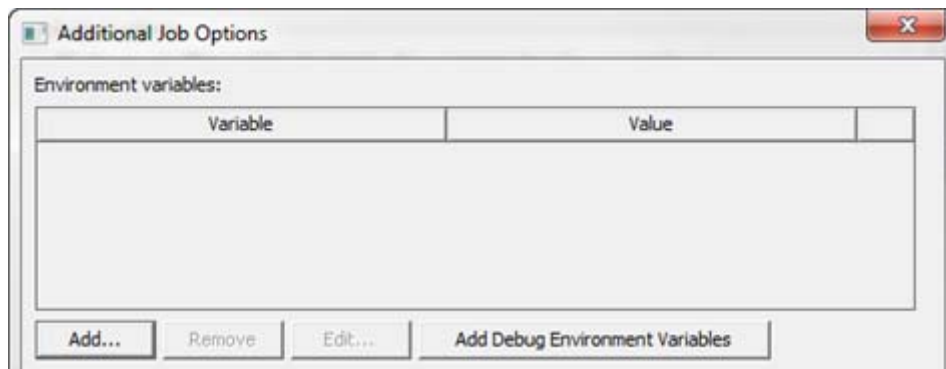 Additional Job Options
Environment variables:
Variable Value
Add... Remove Edit... Add Debug Environment Variables